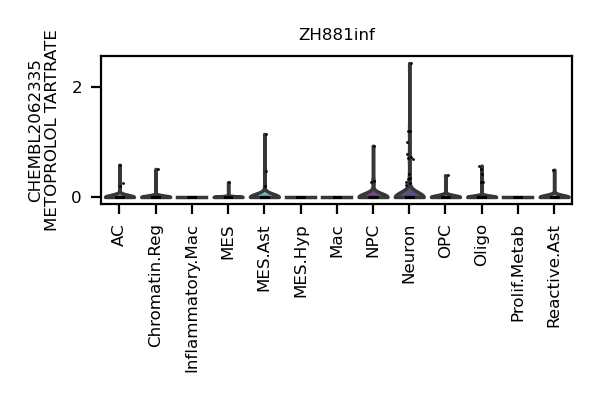 ZH881inf
CHEMBL2062335
METOPROLOL TARTRATE
2
0
AC
Chromatin.Reg
Inflammatory.Mac
MES
MES.Ast
MES.Hyp
Mac
NPC
Neuron
OPC
Oligo
Prolif.Metab
Reactive.Ast